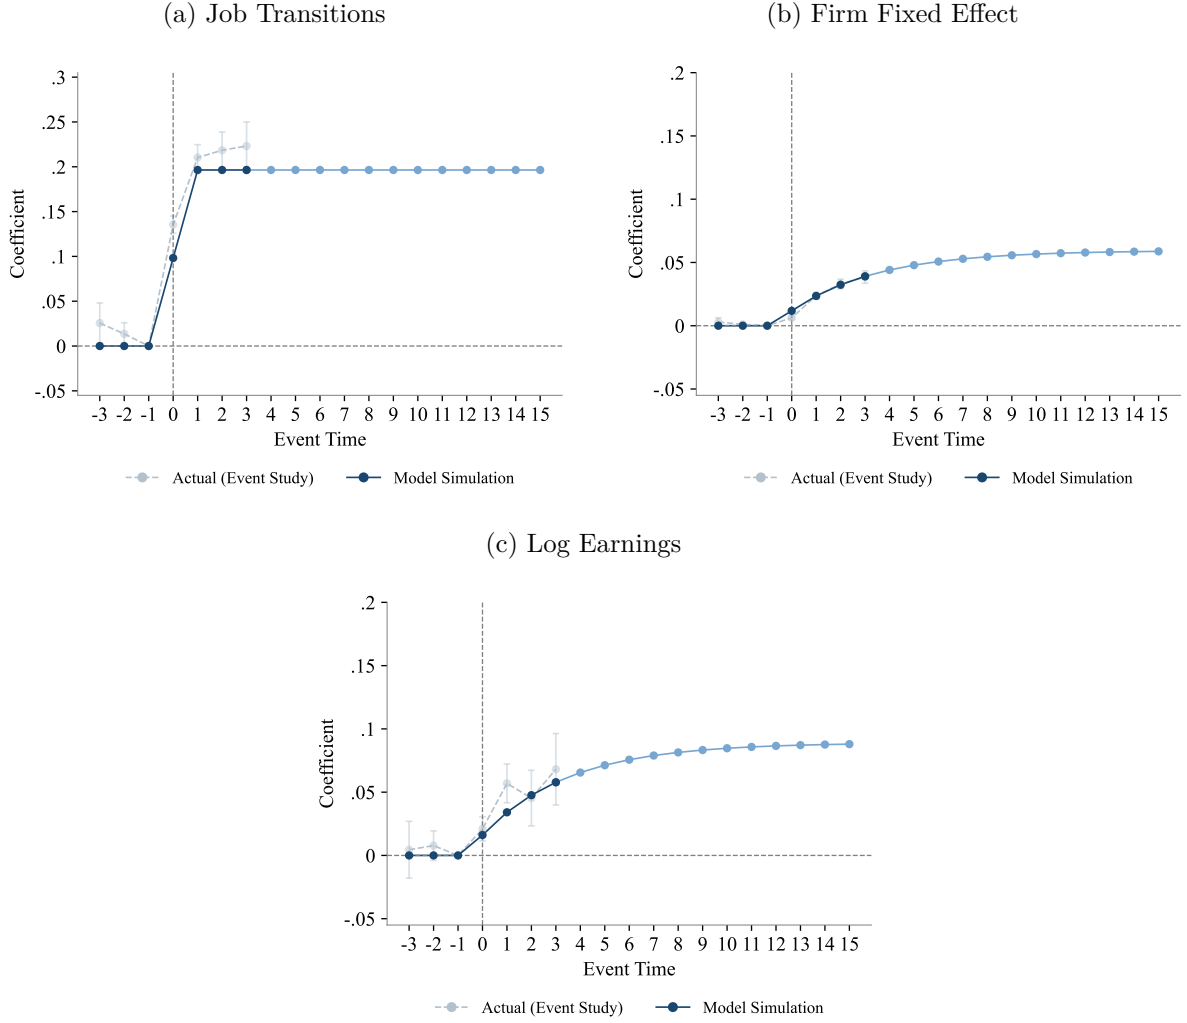 (a) Job Transitions
.3
.25
.2
.15
.1
.05
0
-.05
Coefficient
-3 -2 -1 0 1 2 3 4 5 6 7 8 9 10 11 12 13 14 15
Event Time
Actual (Event Study) Model Simulation
(b) Firm Fixed Effect
.2
.15
.1
.05
0
-.05
Coefficient
-3 -2 -1 0 1 2 3 4 5 6 7 8 9 10 11 12 13 14 15
Event Time
Actual (Event Study) Model Simulation
(c) Log Earnings
.2
.15
.1
.05
0
-.05
Coefficient
-3 -2 -1 0 1 2 3 4 5 6 7 8 9 10 11 12 13 14 15
Event Time
Actual (Event Study) Model Simulation